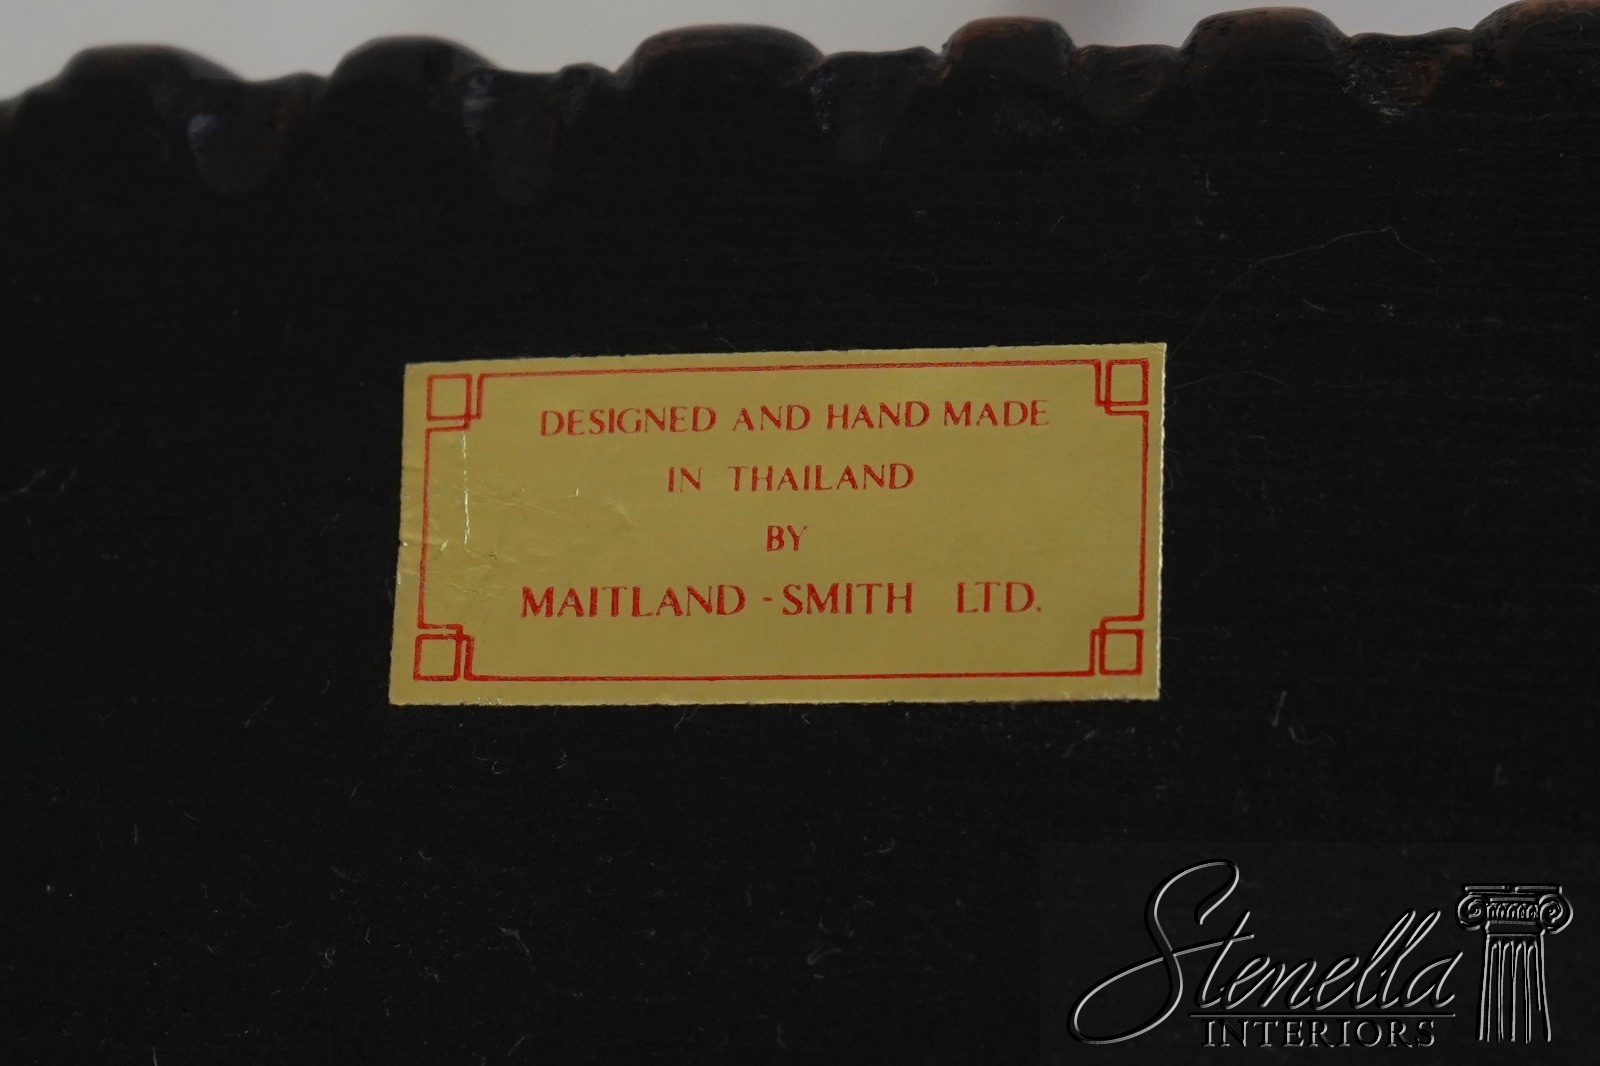 DESIGNED AND HAND MADE
IN THAILAND
BY
MAITLAND - SMITH LTD.
Stenella
INTERIORS